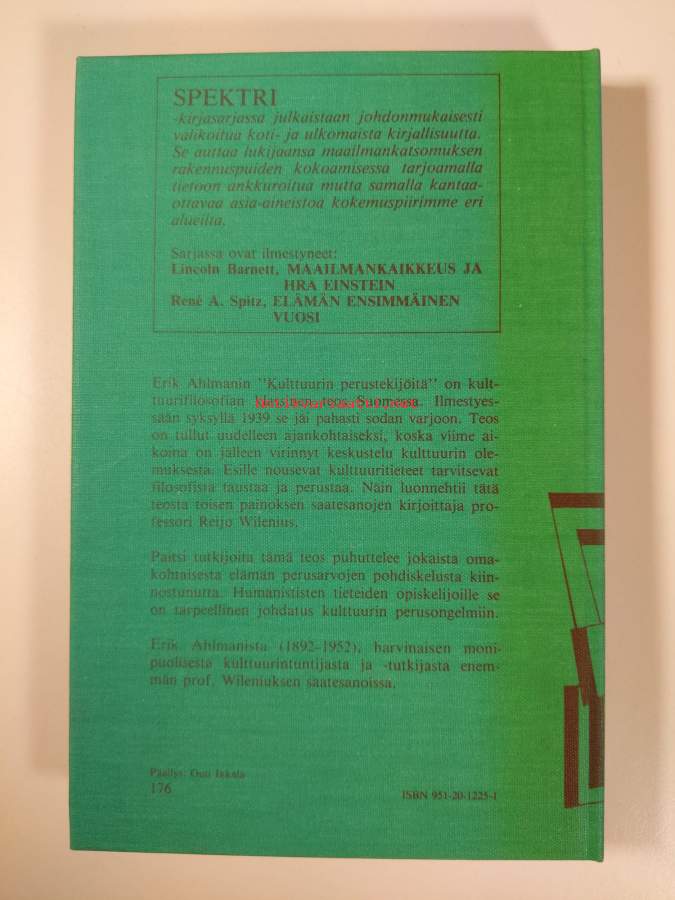 SPEKTRI
-kirjasarjassa julkaistaan johdonmukaisesti
valikoitua koti- ja ulkomaista kirjallisuutta.
Se auttaa lukijaansa maailmankatsomuksen
rakennuspuiden kokoamisessa tarjoamalla
tietoon ankkuroitua mutta samalla kantaa-
ottavaa asia-aineistoa kokemuspiirimme eri
alueilta.
Sarjassa ovat ilmestyneet:
Lincoln Barnett, MAAILMANKAIKKEUS JA
HRA EINSTEIN
René A. Spitz, ELÄMÄN ENSIMMÄINEN
VUOSI
Erik Ahlmanin "Kulttuurin perustekijöitä" on kult-
tuurifilosofian klassinen teos Suomessa. Ilmestyes-
sään syksyllä 1939 se jäi pahasti sodan varjoon. Teos
on tullut uudelleen ajankohtaiseksi, koska viime ai-
koina on jälleen virinnyt keskustelu kulttuurin ole-
muksesta. Esille nousevat kulttuuritieteet tarvitsevat
filosofista taustaa ja perustaa. Näin luonnehtii tätä
teosta toisen painoksen saatesanojen kirjoittaja pro-
fessori Reijo Wilenius.
Paitsi tutkijoita tämä teos puhuttelee jokaista oma-
kohtaisesta elämän perusarvojen pohdiskelusta kiin-
nostunutta. Humanististen tieteiden opiskelijoille se
on tarpeellinen johdatus kulttuurin perusongelmiin.
Erik Ahlmanista (1892-1952), harvinaisen moni-
puolisesta kulttuurintuntijasta ja -tutkijasta enem-
män prof. Wileniuksen saatesanoissa.
Päällys: Outi Ikkala
176
ISBN 951-20-1225-1